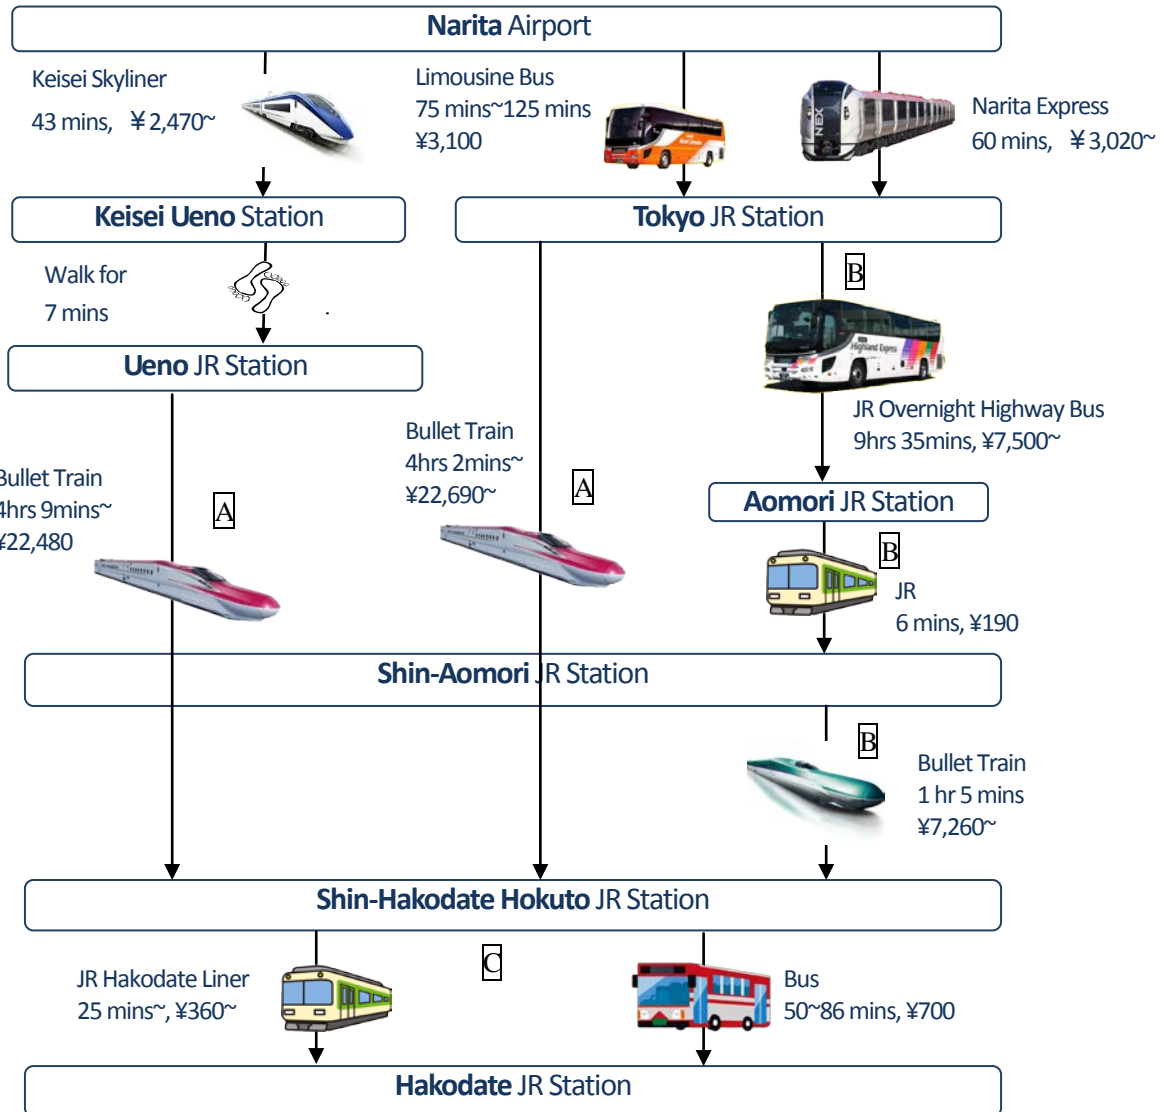 Narita Airport
Keisei Skyliner
43 mins, ¥2,470~
Limousine Bus
75 mins~125 mins
¥3,100
NEX
Narita Express
60 mins, ¥3,020~
Keisei Ueno Station
Tokyo JR Station
Walk for
7 mins
B
Highland Express
Ueno JR Station
JR Overnight Highway Bus
9hrs 35mins, ¥7,500~
Bullet Train
4hrs 9mins~
¥22,480
A
Bullet Train
4hrs 2mins~
¥22,690~
A
Aomori JR Station
B
JR
6 mins, ¥190
Shin-Aomori JR Station
B
Bullet Train
1 hr 5 mins
¥7,260~
Shin-Hakodate Hokuto JR Station
JR Hakodate Liner
25 mins~, ¥360~
C
Bus
50~86 mins, ¥700
Hakodate JR Station